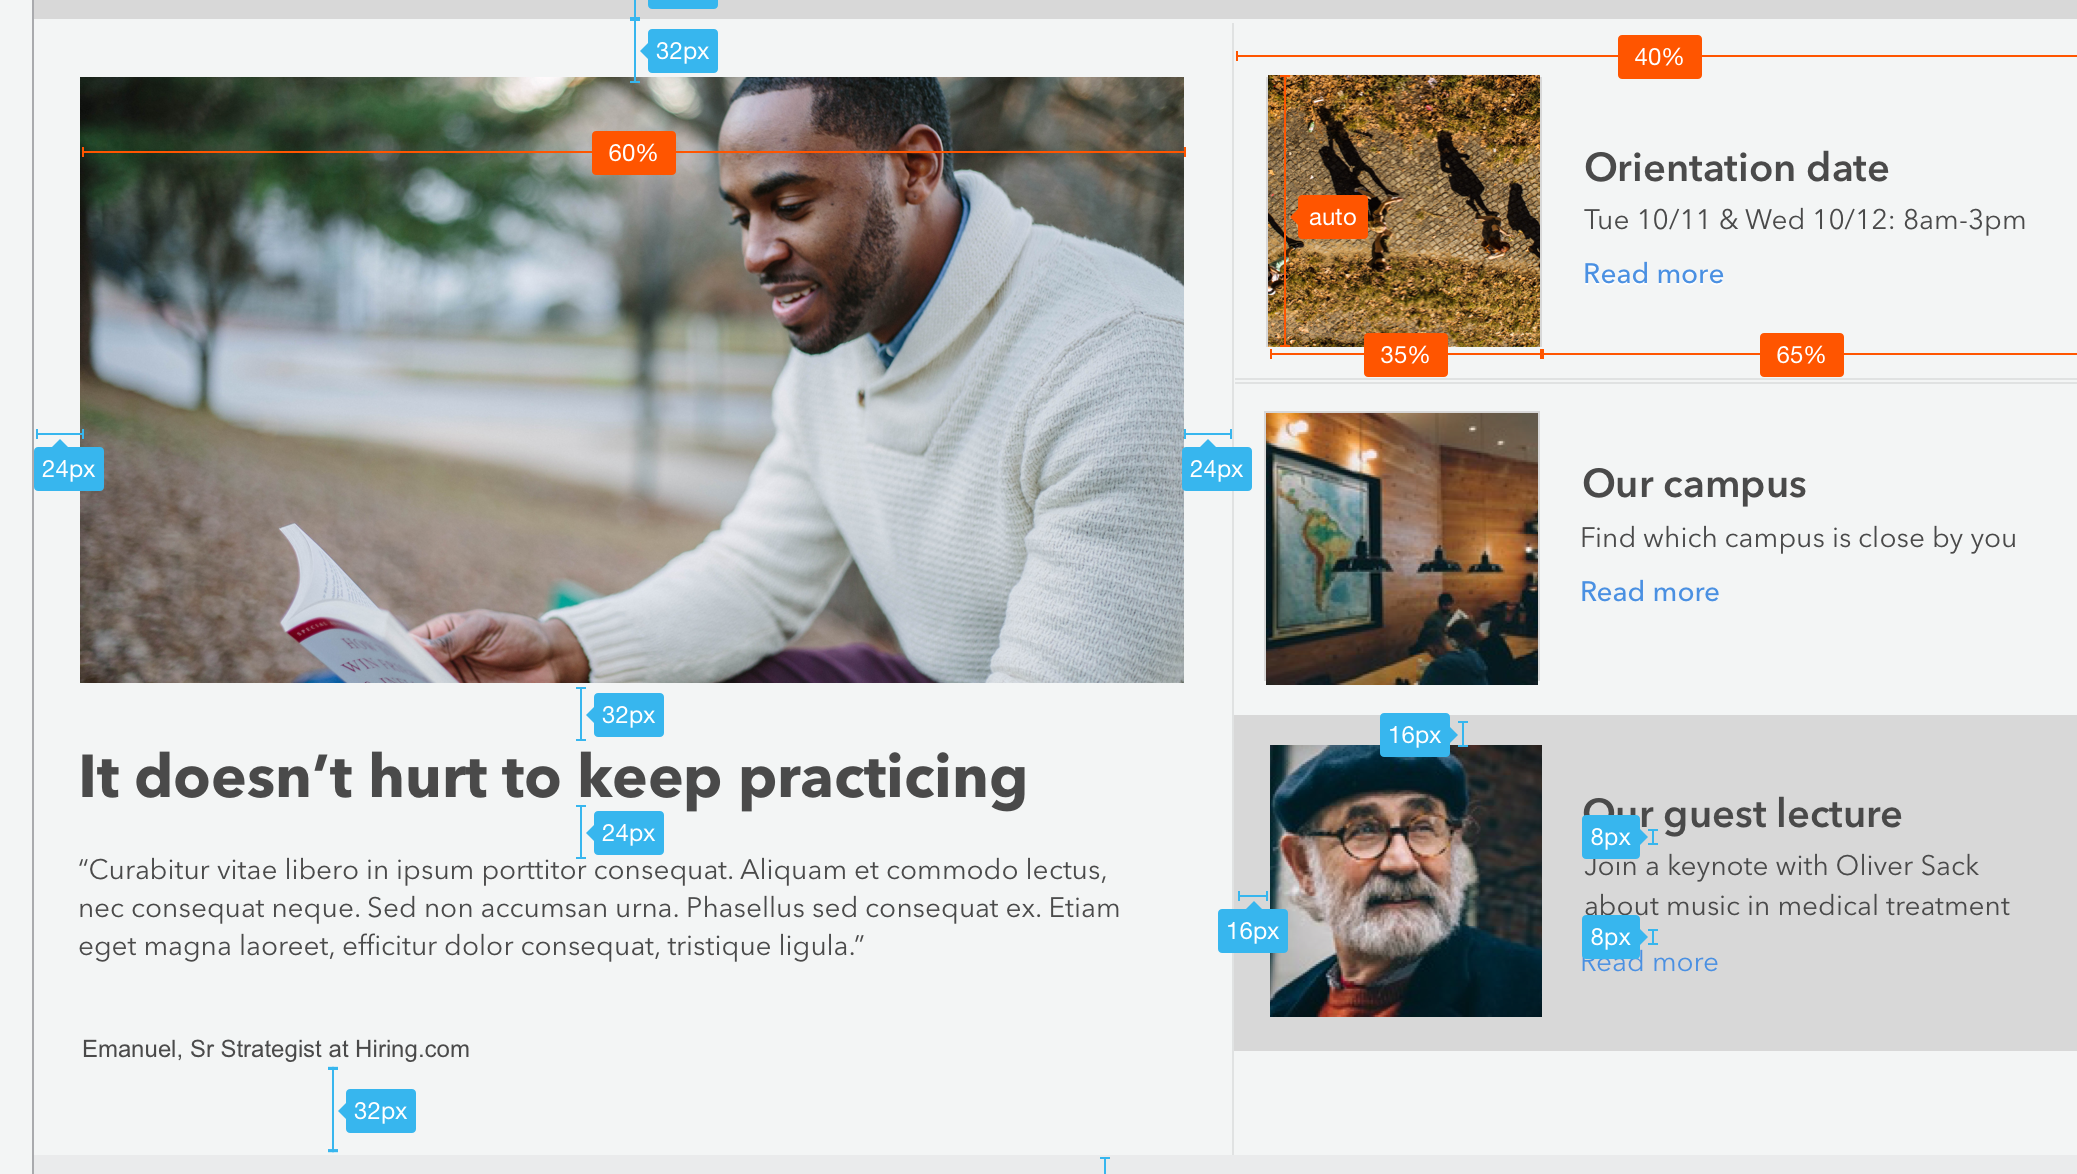 32px
60%
24px
24px
32px
It doesn’t hurt to keep practicing
24px
“Curabitur vitae libero in ipsum porttitor consequat. Aliquam et commodo lectus,
nec consequat neque. Sed non accumsan urna. Phasellus sed consequat ex. Etiam
eget magna laoreet, efficitur dolor consequat, tristique ligula.”
Emanuel, Sr Strategist at Hiring.com
32px
40%
auto
Orientation date
Tue 10/11 & Wed 10/12: 8am-3pm
Read more
35%
65%
Our campus
Find which campus is close by you
Read more
16px
Our guest lecture
8px
Join a keynote with Oliver Sack
about music in medical treatment
16px
8px
Read more